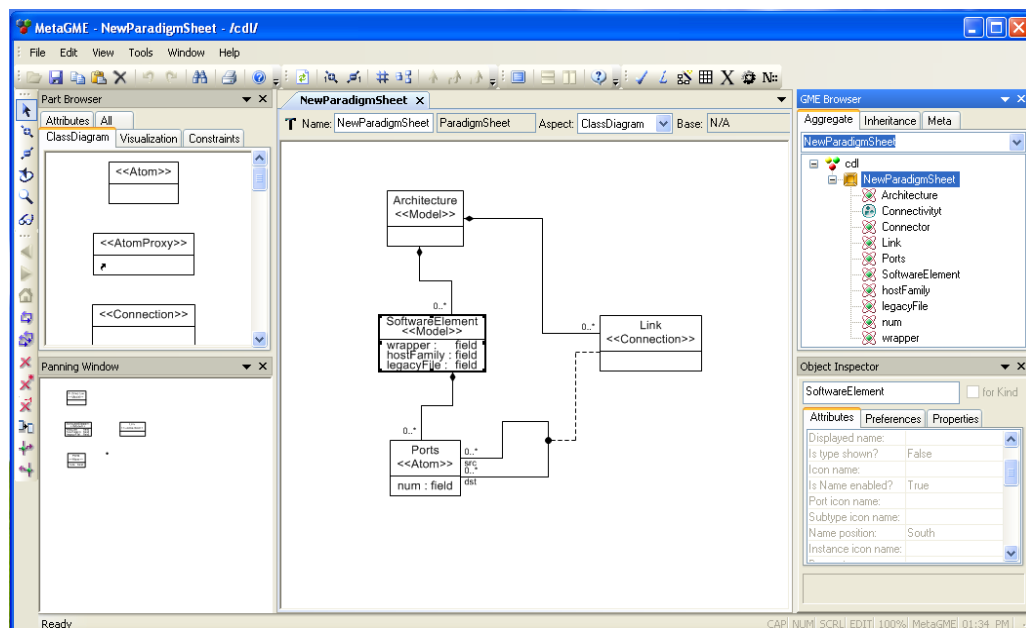 MetaGME - NewParadigmSheet - /cdl/
File Edit View Tools Window Help
Part Browser
Attributes All
ClassDiagram Visualization Constraints
<<Atom>>
<<AtomProxy>>
<<Connection>>
Panning Window
NewParadigmSheet
Name: NewParadigmSheet ParadigmSheet Aspect: ClassDiagram Base: N/A
Architecture
<<Model>>
0..*
SoftwareElement
<<Model>>
wrapper : field
hostFamily : field
legacyFile : field
0..*
Link
<<Connection>>
0..*
Ports
<<Atom>>
num : field
0..*
src
0..*
dst
GME Browser
Aggregate Inheritance Meta
NewParadigmSheet
cdl
NewParadigmSheet
Architecture
Connectivityt
Connector
Link
Ports
SoftwareElement
hostFamily
legacyFile
num
wrapper
Object Inspector
SoftwareElement for Kind
Attributes Preferences Properties
Displayed name:
Is type shown? False
Icon name:
Is Name enabled? True
Port icon name:
Subtype icon name:
Name position: South
Instance icon name:
Ready
CAP NUM SCRL EDIT 100% MetaGME 01:34 PM